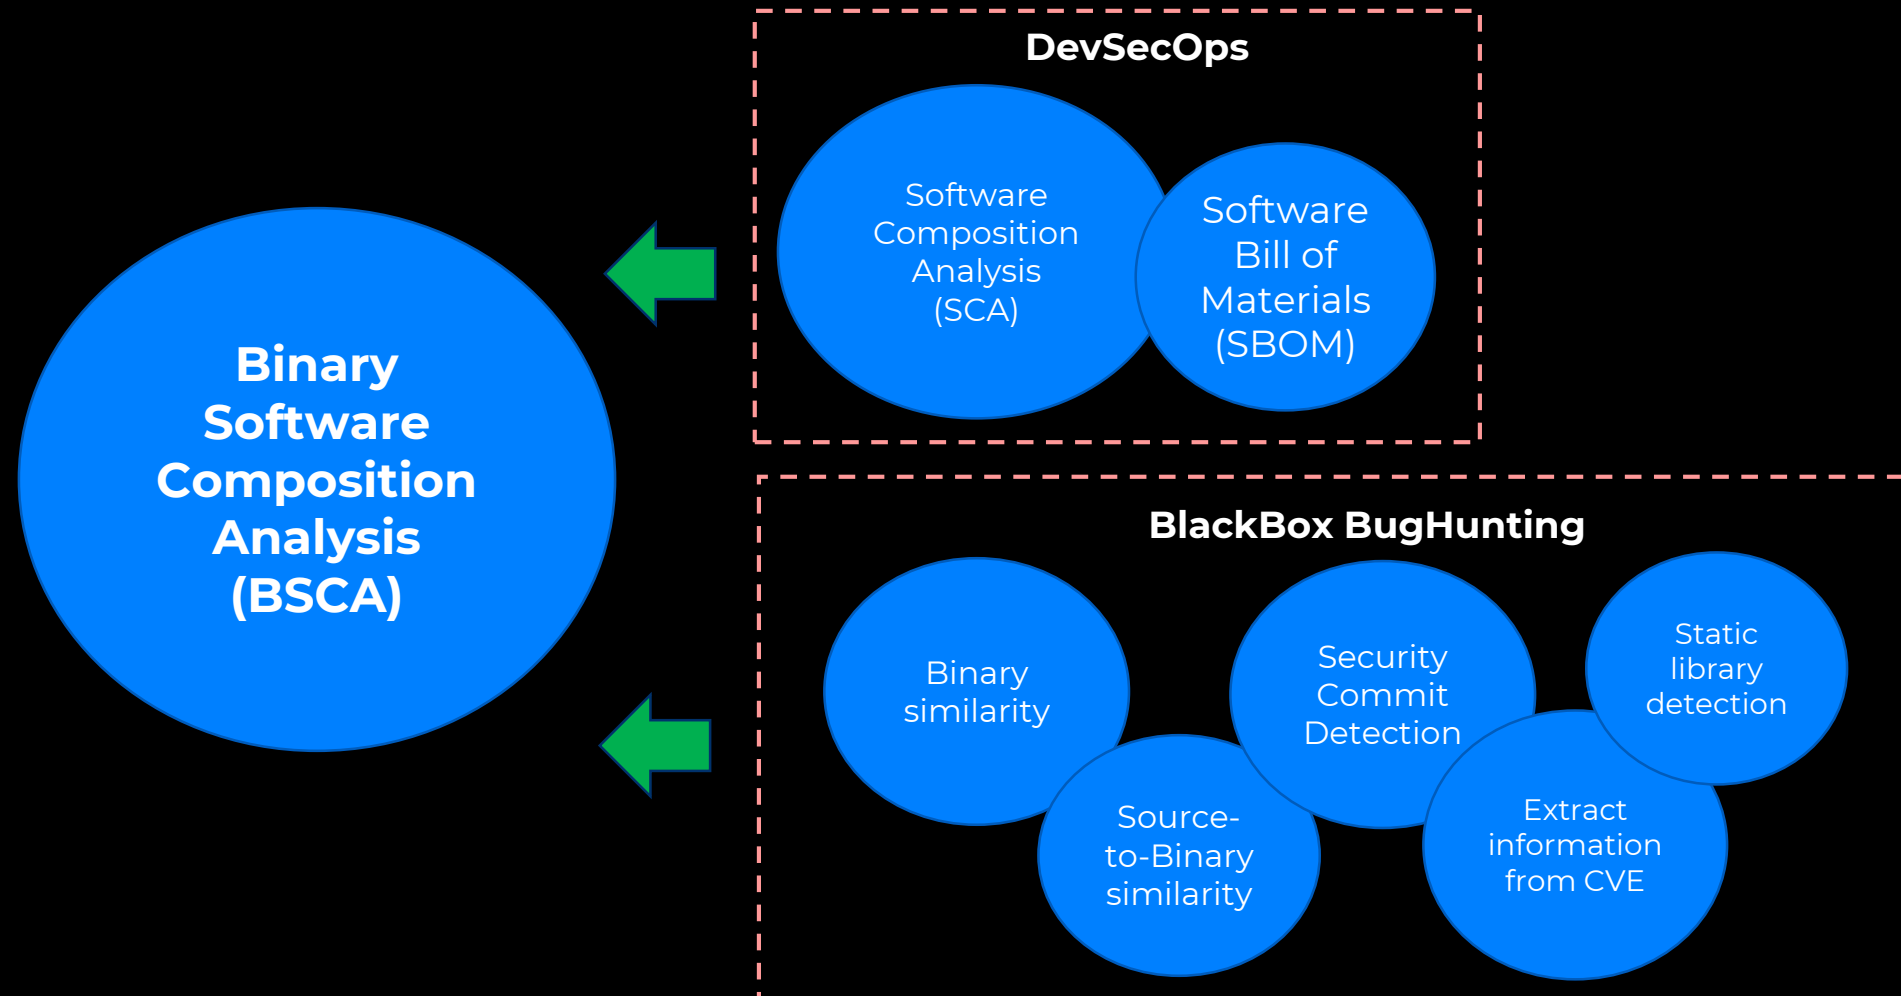 DevSecOps
Software
Composition
Analysis
(SCA)
Software
Bill of
Materials
(SBOM)
Binary
Software
Composition
Analysis
(BSCA)
BlackBox BugHunting
Binary
similarity
Source-
to-Binary
similarity
Security
Commit
Detection
Extract
information
from CVE
Static
library
detection